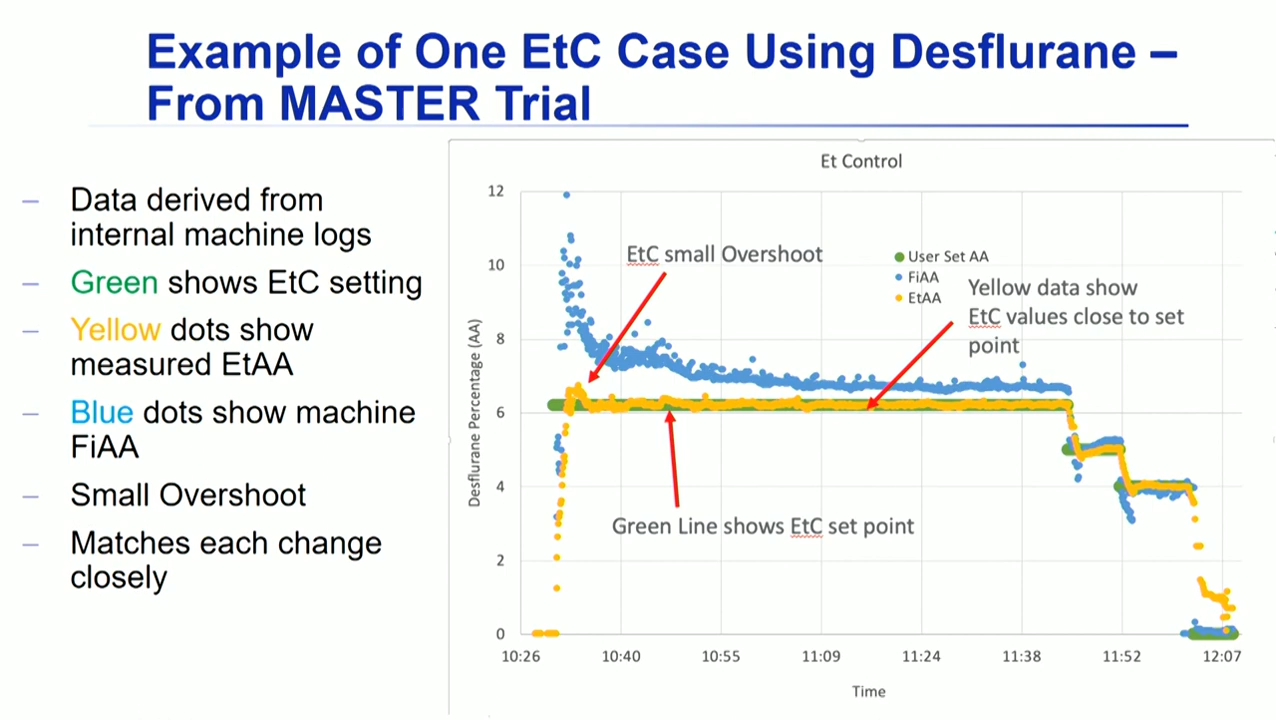 Example of One EtC Case Using Desflurane –
From MASTER Trial
– Data derived from
internal machine logs
– Green shows EtC setting
– Yellow dots show
measured EtAA
– Blue dots show machine
FiAA
– Small Overshoot
– Matches each change
closely
Et Control
12
10
8
6
4
2
0
Desflurane Percentage (AA)
EtC small Overshoot
User Set AA
FiAA
EtAA
Yellow data show
EtC values close to set
point
Green Line shows EtC set point
10:26 10:40 10:55 11:09 11:24 11:38 11:52 12:07
Time